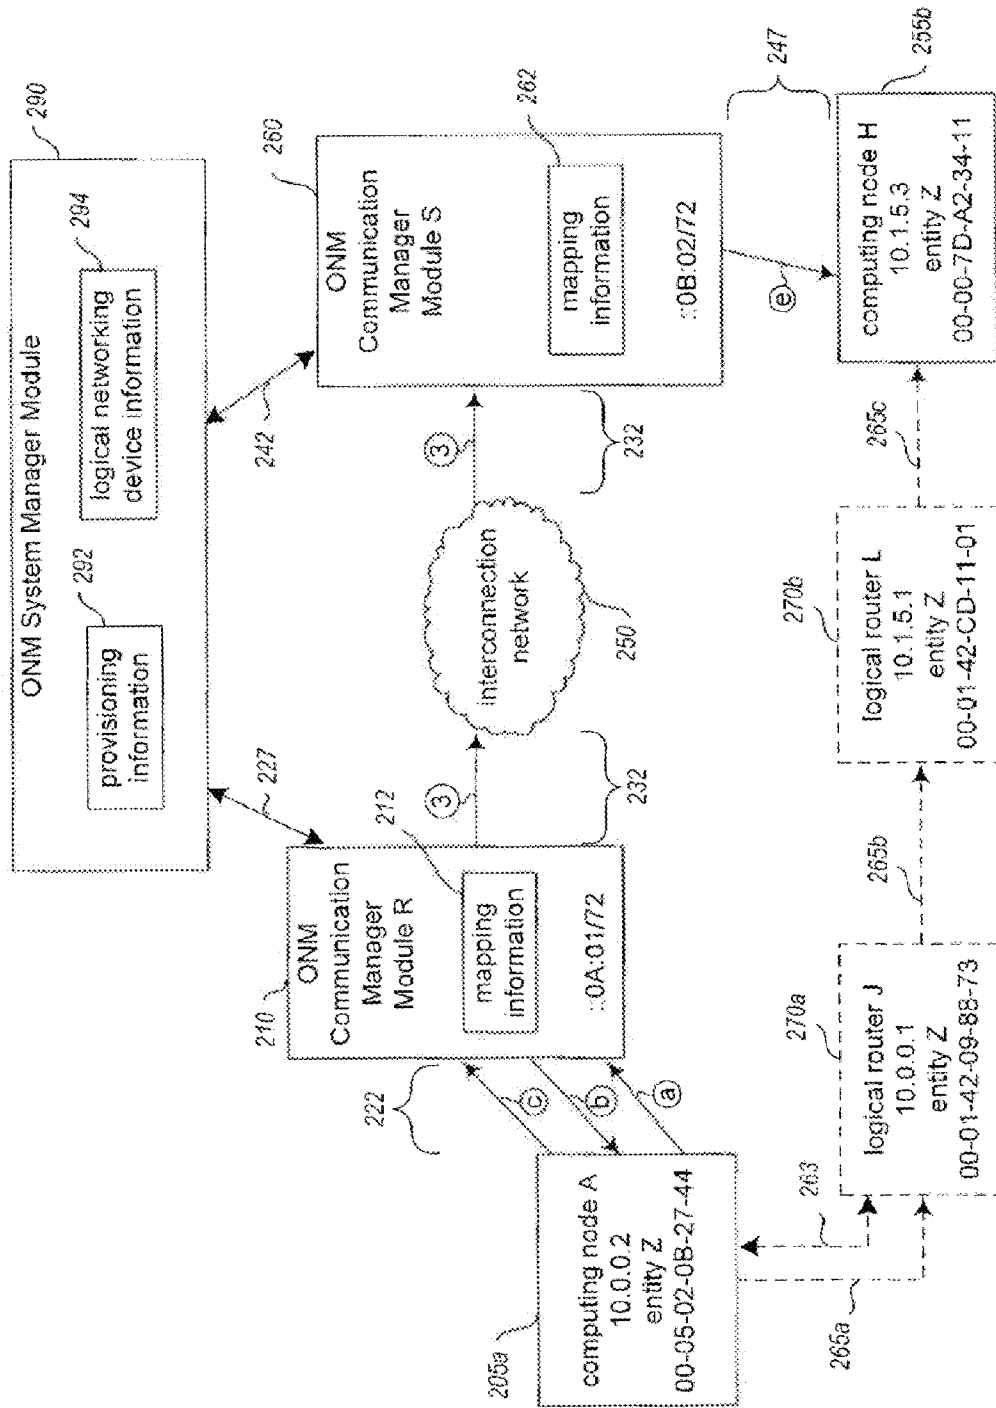 290
ONM System Manager Module
292
provisioning
information
294
logical networking
device information
227
242
210
ONM
Communication
Manager
Module R
212
mapping
information
::0A:01/72
3
232
interconnection
network
250
3
232
260
ONM
Communication
Manager
Module S
262
mapping
information
::0B:02/72
222
c
b
a
e
247
205a
computing node A
10.0.0.2
entity Z
00-05-02-0B-27-44
263
265a
270a
logical router J
10.0.0.1
entity Z
00-01-42-09-88-73
265b
270b
logical router L
10.1.5.1
entity Z
00-01-42-CD-11-01
265c
255b
computing node H
10.1.5.3
entity Z
00-00-7D-A2-34-11